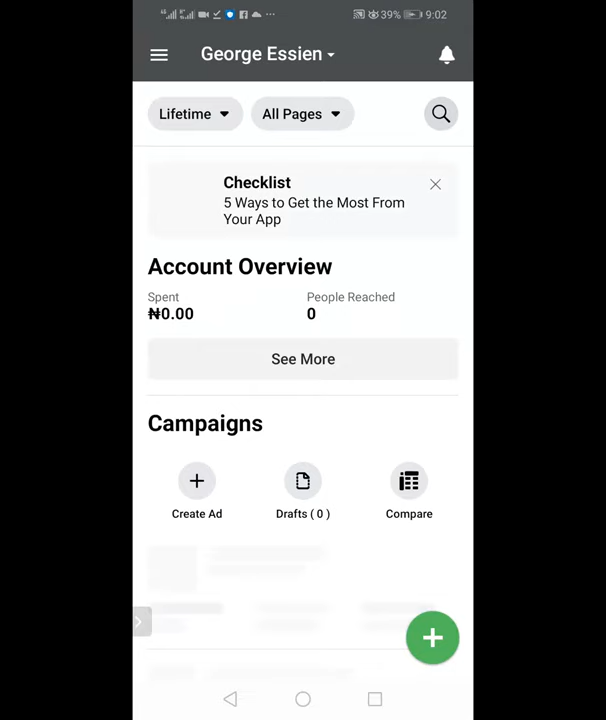 39% 9:02
George Essien
Lifetime All Pages
Checklist
5 Ways to Get the Most From
Your App
Account Overview
Spent People Reached
₦0.00 0
See More
Campaigns
Create Ad Drafts ( 0 ) Compare